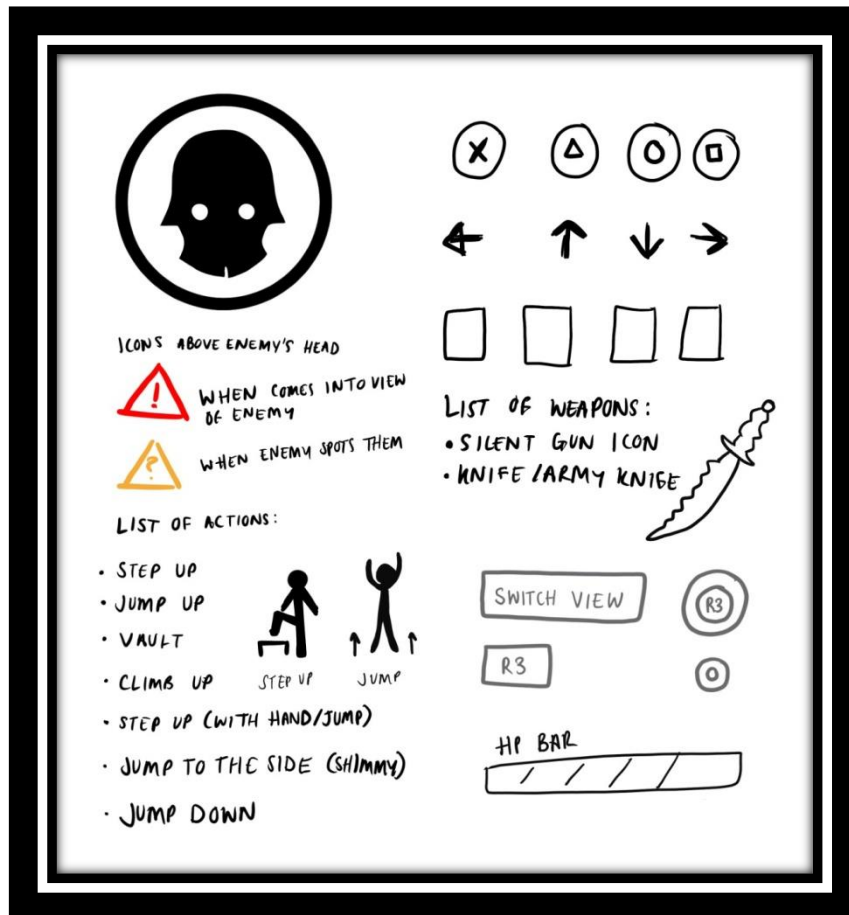 ICONS ABOVE ENEMY'S HEAD
!
WHEN COMES INTO VIEW
OF ENEMY
?
WHEN ENEMY SPOTS THEM
LIST OF ACTIONS:
• STEP UP
• JUMP UP
• VAULT
• CLIMB UP
STEP UP
JUMP
• STEP UP (WITH HAND/JUMP)
• JUMP TO THE SIDE (SHIMMY)
• JUMP DOWN
X
LIST OF WEAPONS:
• SILENT GUN ICON
• KNIFE/ARMY KNIFE
SWITCH VIEW
R3
R3
HP BAR